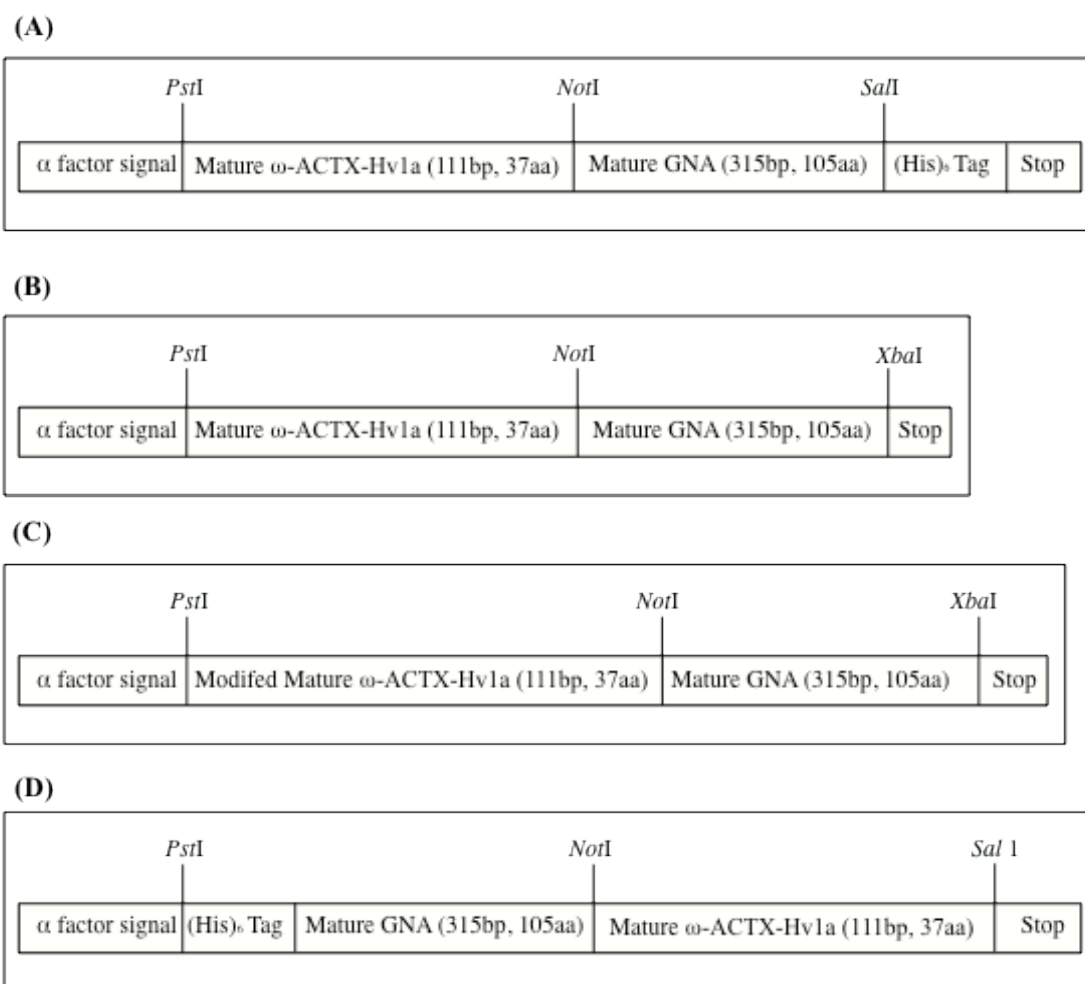 (A)
PstI NotI SalI
α factor signal Mature ω-ACTX-Hv1a (111bp, 37aa) Mature GNA (315bp, 105aa) (His)₆ Tag Stop
(B)
PstI NotI XbaI
α factor signal Mature ω-ACTX-Hv1a (111bp, 37aa) Mature GNA (315bp, 105aa) Stop
(C)
PstI NotI XbaI
α factor signal Modifed Mature ω-ACTX-Hv1a (111bp, 37aa) Mature GNA (315bp, 105aa) Stop
(D)
PstI NotI Sal 1
α factor signal (His)₆ Tag Mature GNA (315bp, 105aa) Mature ω-ACTX-Hv1a (111bp, 37aa) Stop